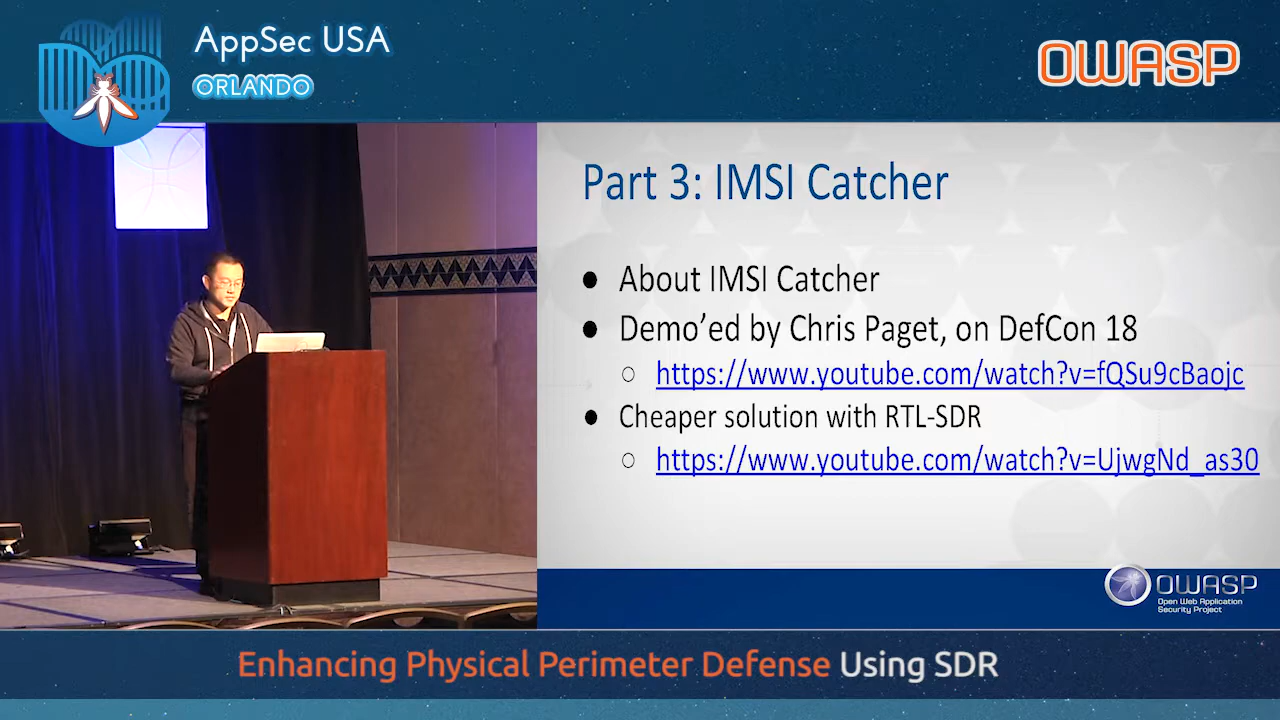 AppSec USA
ORLANDO
OWASP
Part 3: IMSI Catcher
● About IMSI Catcher
● Demo’ed by Chris Paget, on DefCon 18
○ https://www.youtube.com/watch?v=fQSu9cBaojc
● Cheaper solution with RTL-SDR
○ https://www.youtube.com/watch?v=UjwgNd_as30
OWASP
Open Web Application
Security Project
Enhancing Physical Perimeter Defense Using SDR